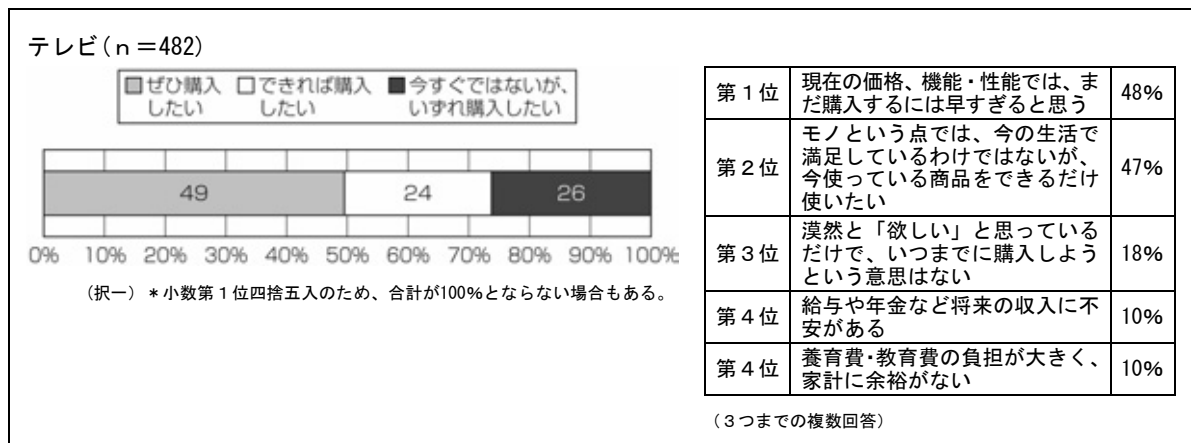 テレビ(n=482)
■ぜひ購入したい □できれば購入したい ■今すぐではないが、いずれ購入したい
49 24 26
0% 10% 20% 30% 40% 50% 60% 70% 80% 90% 100%
(択一) *小数第1位四捨五入のため、合計が100%とならない場合もある。
第1位 現在の価格、機能・性能では、ま
だ購入するには早すぎると思う 48%
第2位 モノという点では、今の生活で
満足しているわけではないが、
今使っている商品をできるだけ
使いたい 47%
第3位 漠然と「欲しい」と思っている
だけで、いつまでに購入しよう
という意思はない 18%
第4位 給与や年金など将来の収入に不
安がある 10%
第4位 養育費・教育費の負担が大きく、
家計に余裕がない 10%
(3つまでの複数回答)